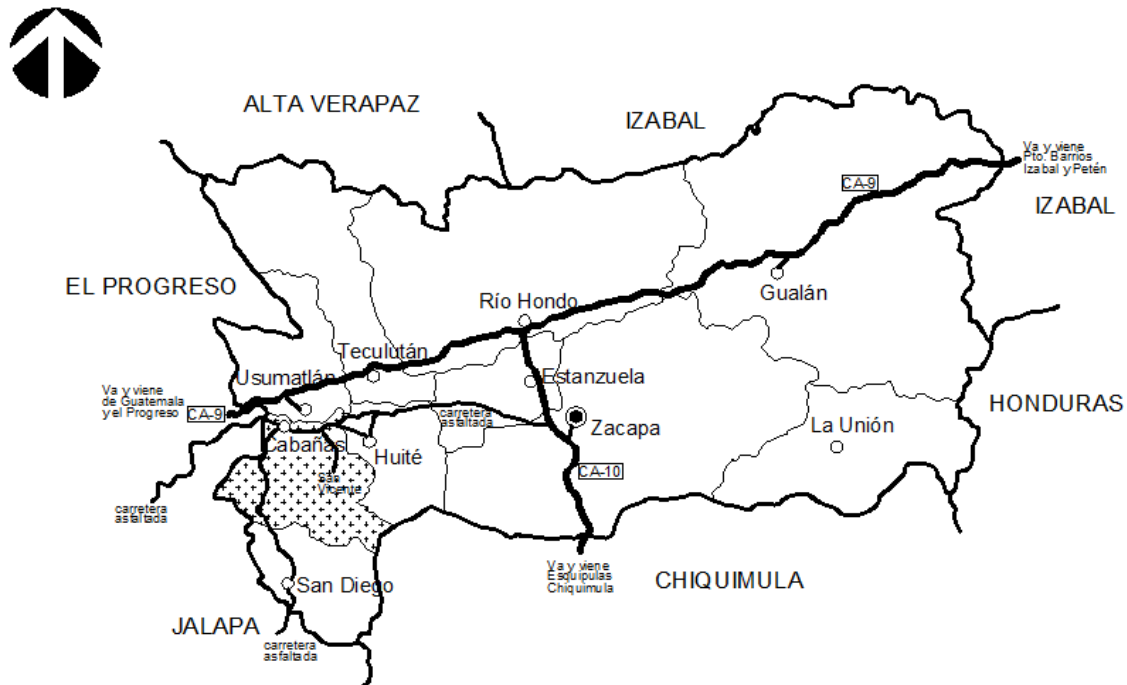 ALTA VERAPAZ
IZABAL
Va y viene
Pto. Barrios
Izabal y Petén
CA-9
IZABAL
EL PROGRESO
Río Hondo
Gualán
Teculután
Usumatlán
Estanzuela
Va y viene
de Guatemala
y el Progreso
CA-9
carretera
asfaltada
Zacapa
HONDURAS
La Unión
Cabañas
Huité
CA-10
San
Vicente
carretera
asfaltada
Va y viene
Esquipulas
Chiquimula
CHIQUIMULA
San Diego
JALAPA
carretera
asfaltada